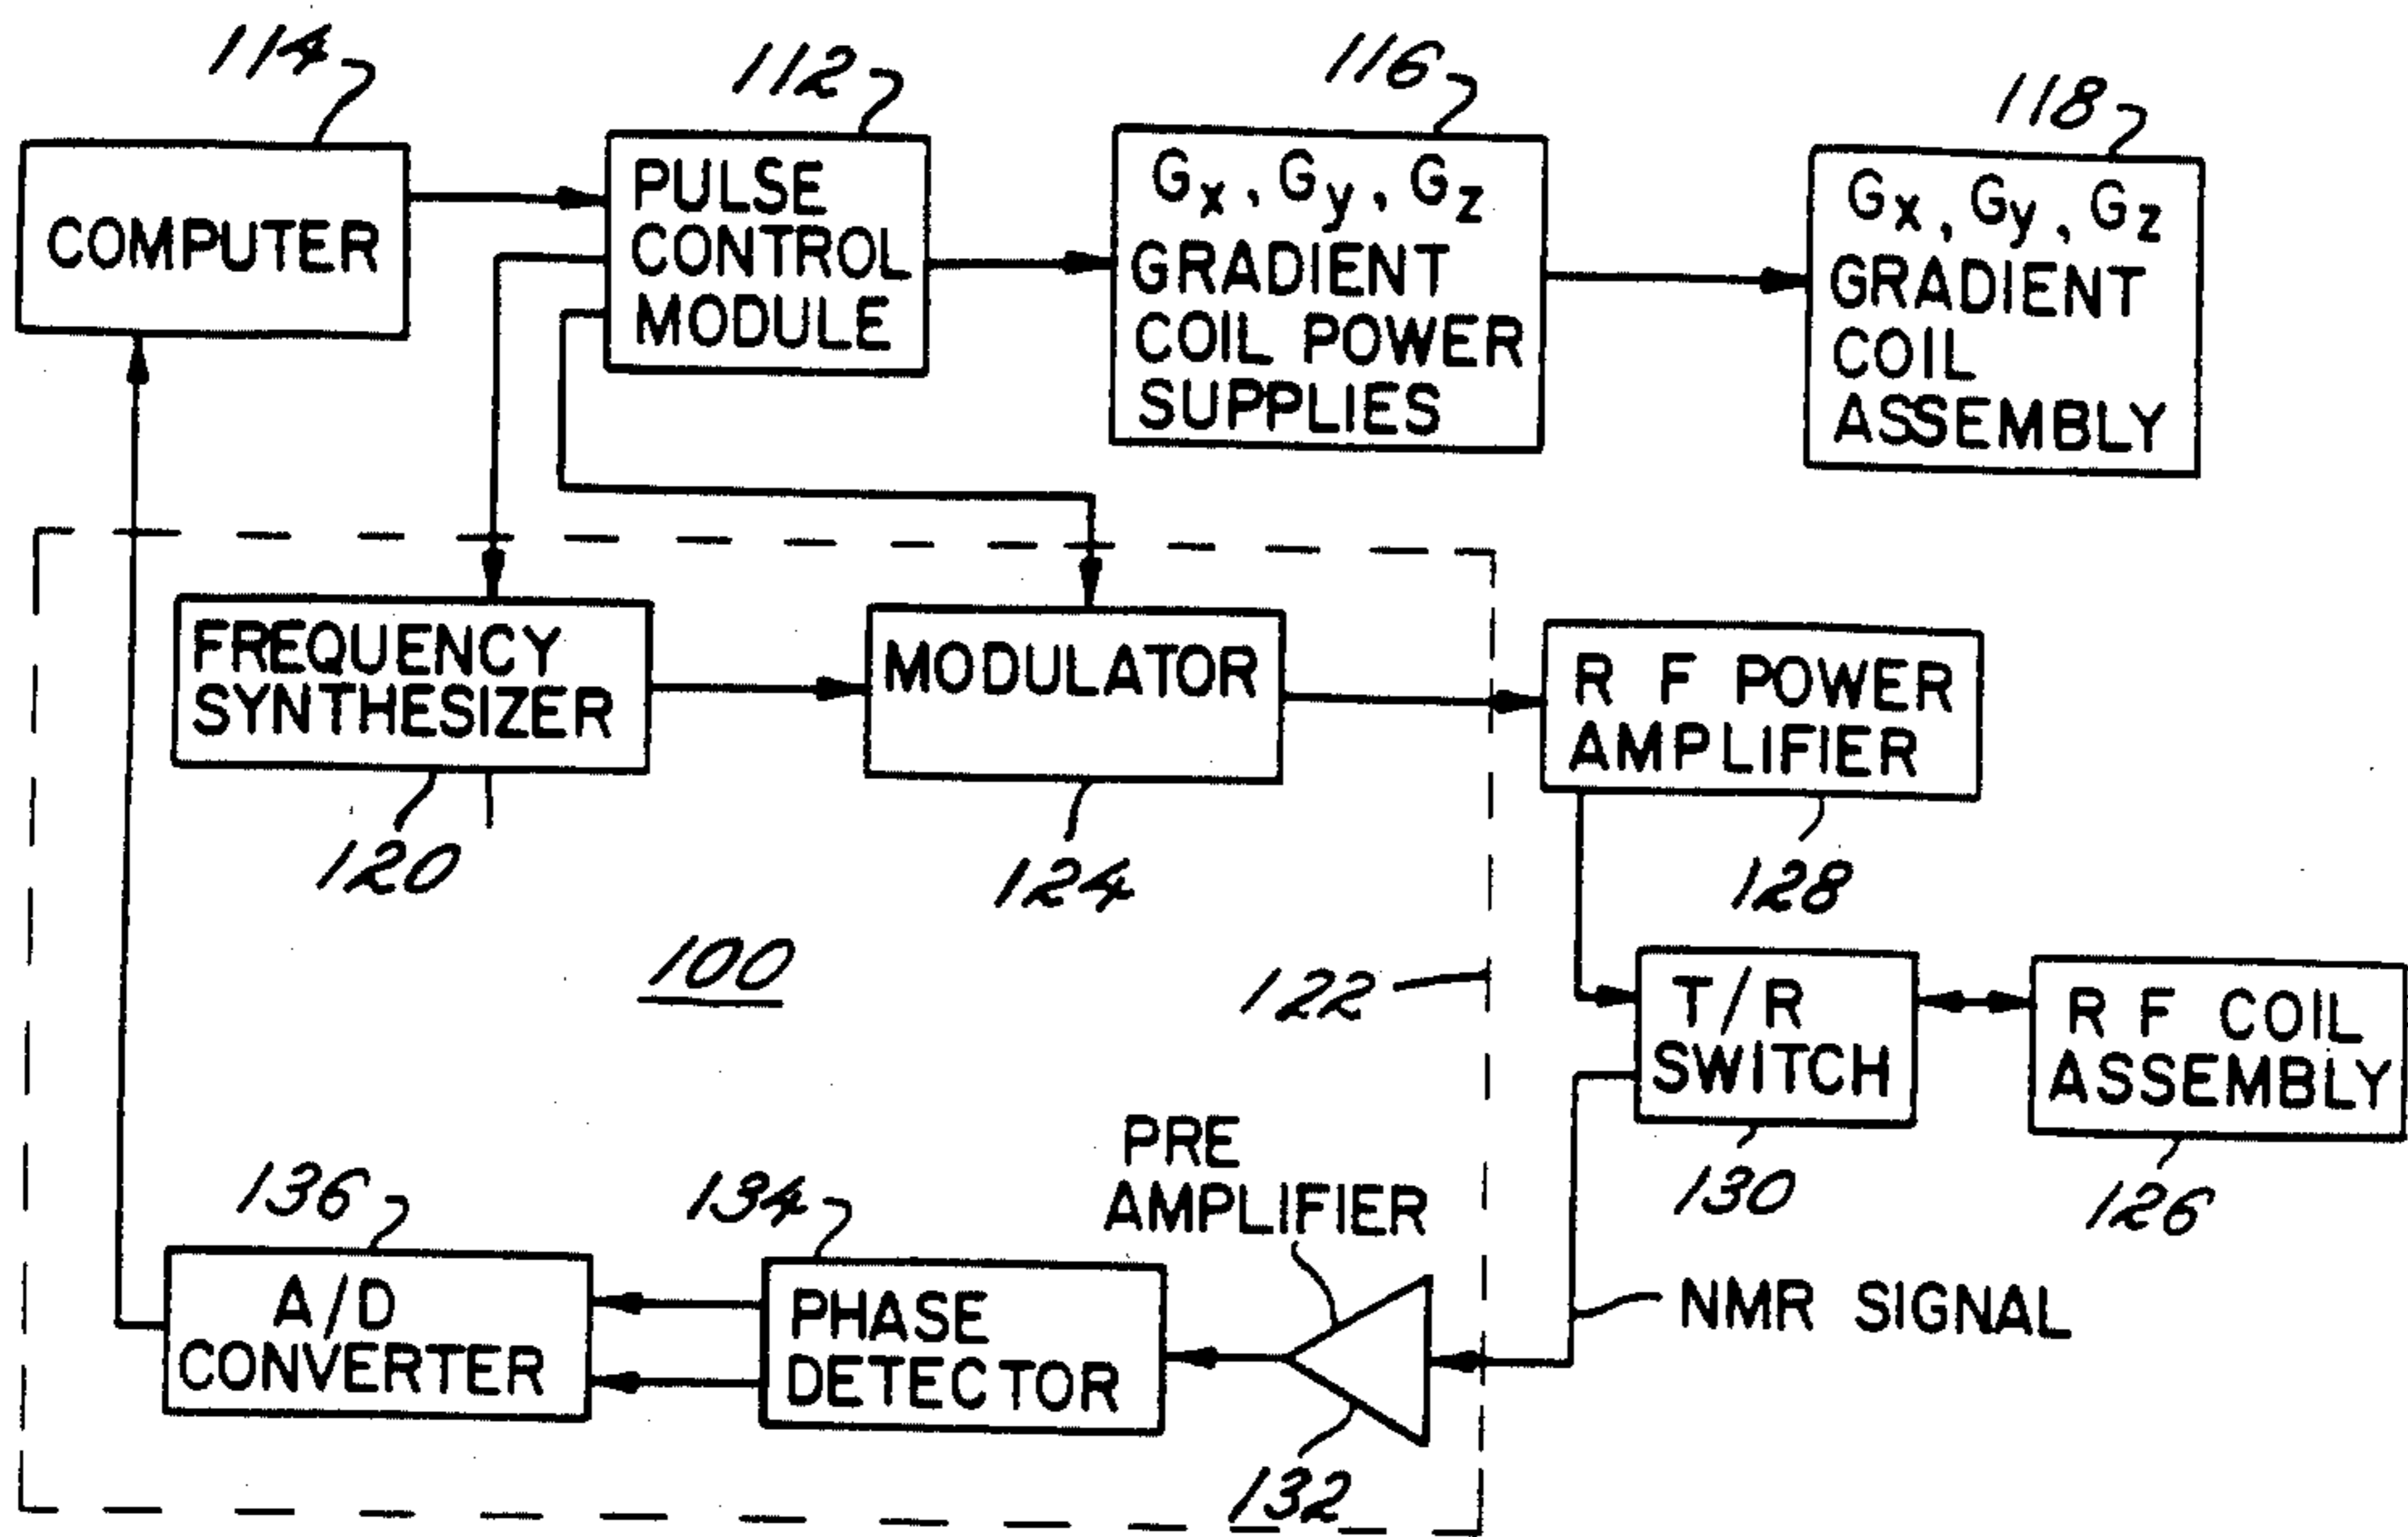 114
112
116
118
COMPUTER
PULSE
CONTROL
MODULE
Gx, Gy, Gz
GRADIENT
COIL POWER
SUPPLIES
Gx, Gy, Gz
GRADIENT
COIL
ASSEMBLY
FREQUENCY
SYNTHESIZER
MODULATOR
R F POWER
AMPLIFIER
120
124
128
100
122
T/R
SWITCH
R F COIL
ASSEMBLY
130
126
136
134
PRE
AMPLIFIER
A/D
CONVERTER
PHASE
DETECTOR
NMR SIGNAL
132